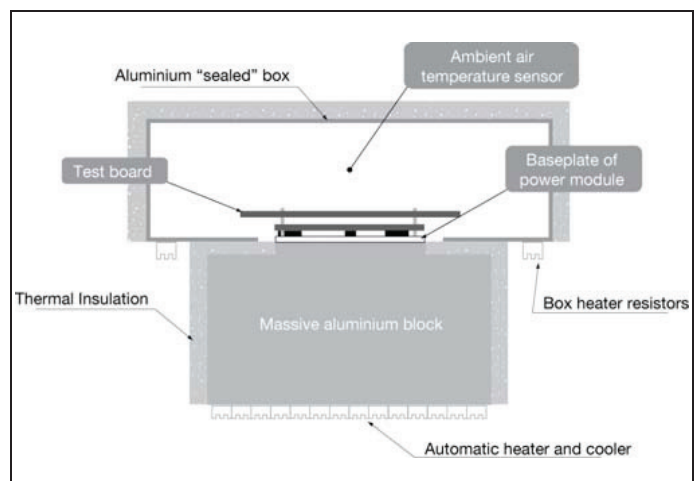 Ambient air
temperature sensor
Aluminium “sealed” box
Baseplate of
power module
Test board
Thermal Insulation
Box heater resistors
Massive aluminium block
Automatic heater and cooler